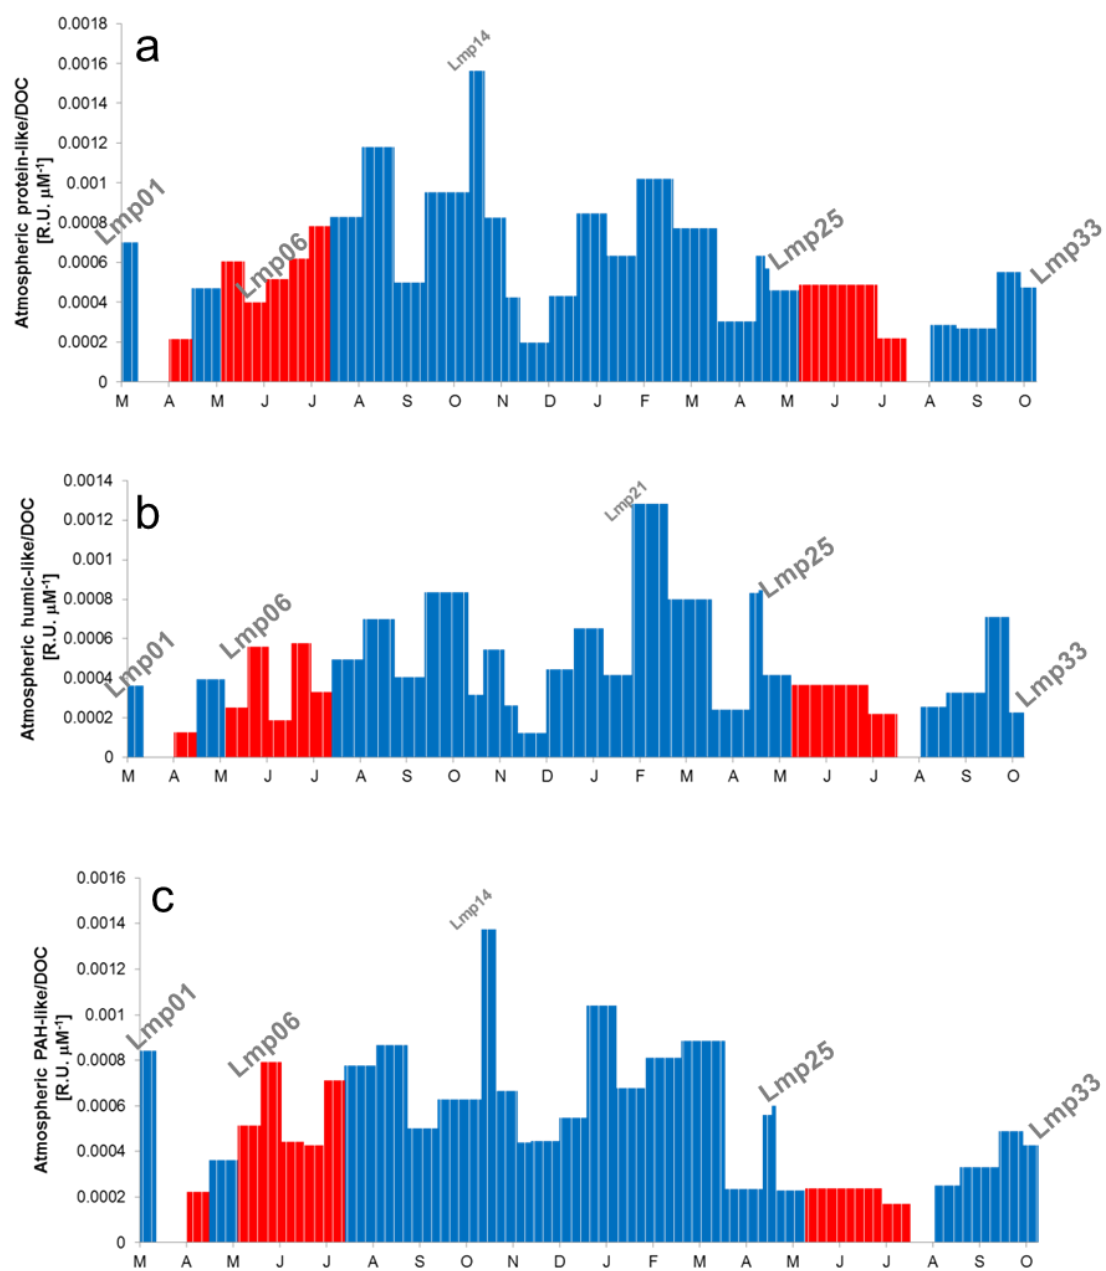 a
Atmospheric protein-like/DOC
[R.U. µM-1]
0.0018
0.0016
0.0014
0.0012
0.001
0.0008
0.0006
0.0004
0.0002
0
Lmp01
Lmp06
Lmp14
Lmp25
Lmp33
M A M J J A S O N D J F M A M J J A S O
b
Atmospheric humic-like/DOC
[R.U. µM-1]
0.0014
0.0012
0.001
0.0008
0.0006
0.0004
0.0002
0
Lmp01
Lmp06
Lmp21
Lmp25
Lmp33
M A M J J A S O N D J F M A M J J A S O
c
Atmospheric PAH-like/DOC
[R.U. µM-1]
0.0016
0.0014
0.0012
0.001
0.0008
0.0006
0.0004
0.0002
0
Lmp01
Lmp06
Lmp14
Lmp25
Lmp33
M A M J J A S O N D J F M A M J J A S O